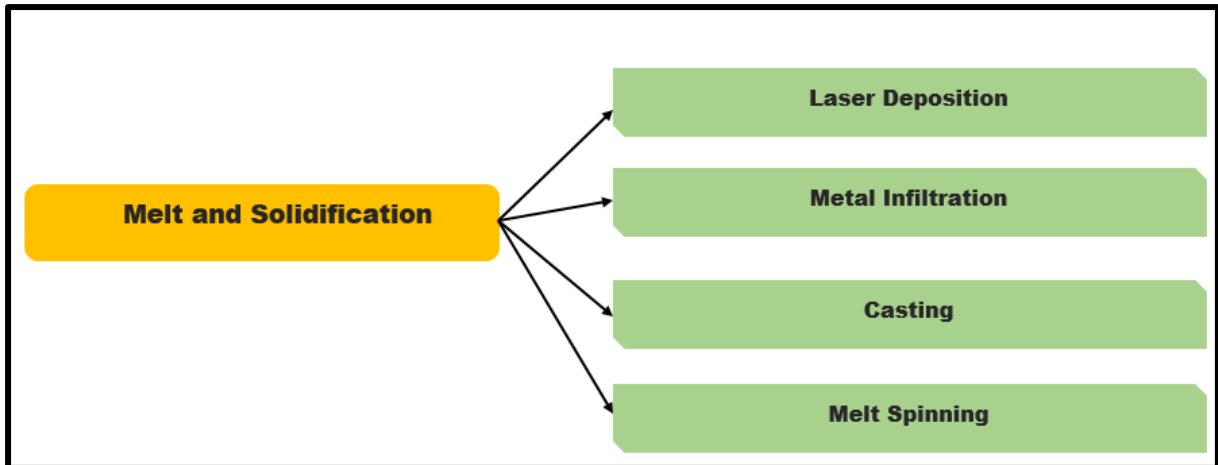 Laser Deposition
Metal Infiltration
Melt and Solidification
Casting
Melt Spinning